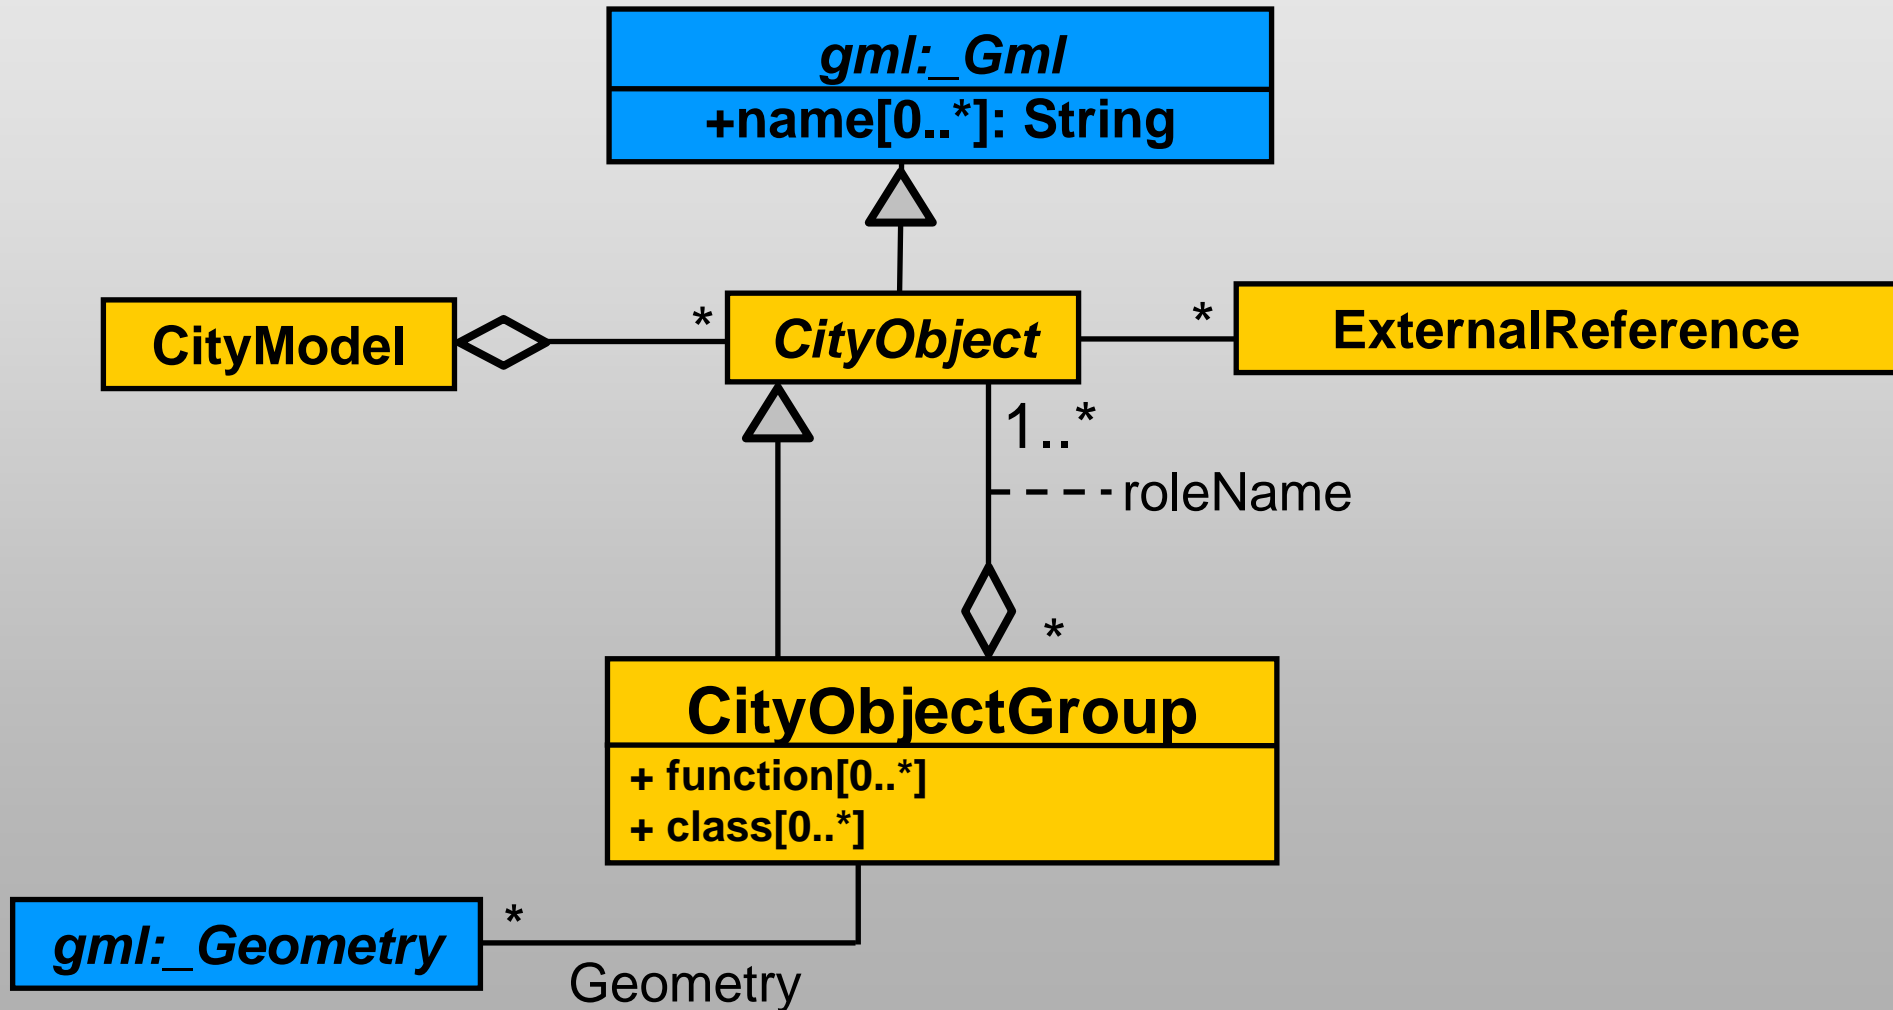 gml:_Gml
+name[0..*]: String
CityModel
*
CityObject
*
ExternalReference
1..*
roleName
*
CityObjectGroup
+ function[0..*]
+ class[0..*]
gml:_Geometry
*
Geometry